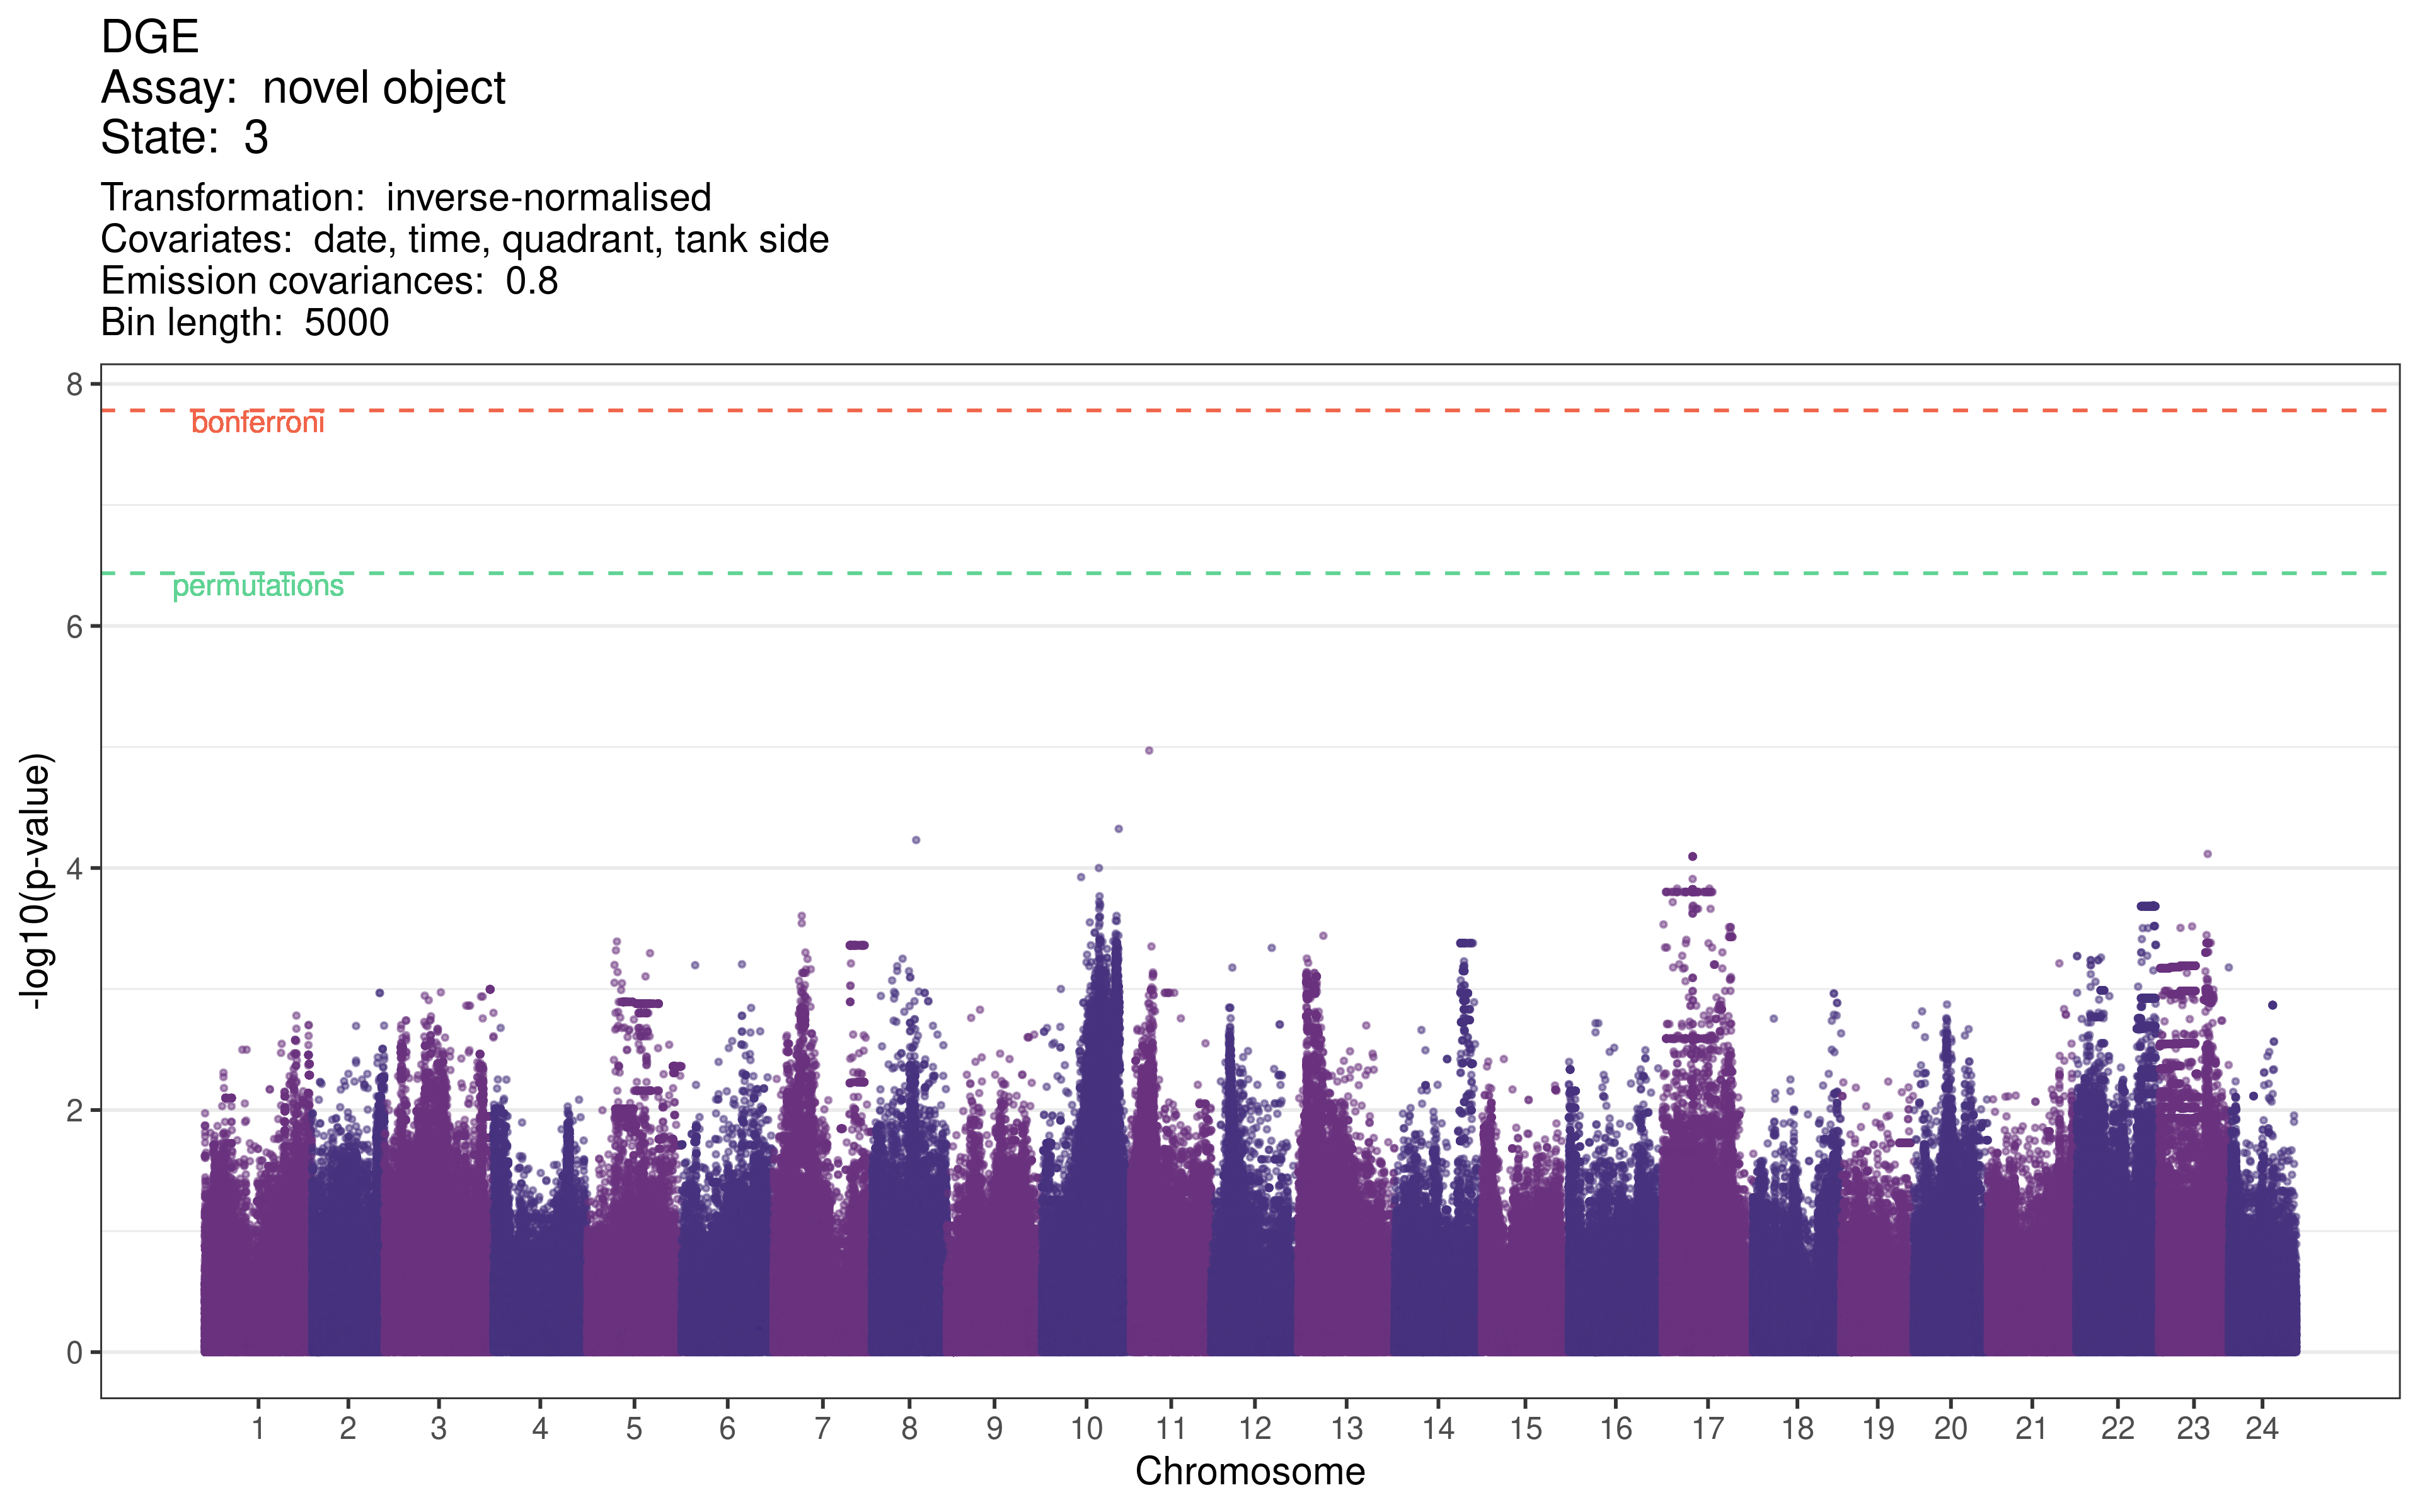 DGE
Assay:  novel object
State:  3
Transformation:  inverse-normalised
Covariates:  date, time, quadrant, tank side
Emission covariances:  0.8
Bin length:  5000
8
bonferroni
permutations
6
-log10(p-value)
4
2
0
1 2 3 4 5 6 7 8 9 10 11 12 13 14 15 16 17 18 19 20 21 22 23 24
Chromosome